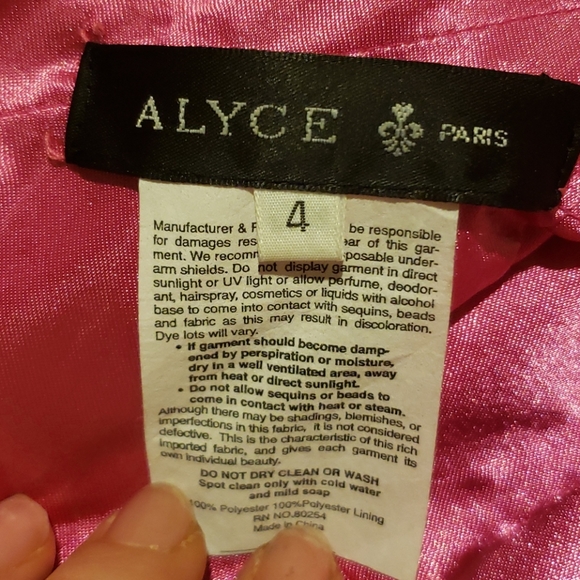 ALYCE PARIS
4
Manufacturer & be responsible
for damages res ear of this gar-
ment. We recom posable under-
arm shields. Do not display garment in direct
sunlight or UV light or allow perfume, deodor-
ant, hairspray, cosmetics or liquids with alcohol
base to come into contact with sequins, beads
and fabric as this may result in discoloration.
Dye lots will vary.
• If garment should become damp-
ened by perspiration or moisture,
dry in a well ventilated area, away
from heat or direct sunlight.
• Do not allow sequins or beads to
come in contact with heat or steam.
Although there may be shadings, blemishes, or
imperfections in this fabric, it is not considered
defective. This is the characteristic of this rich
imported fabric, and gives each garment its
own individual beauty.
DO NOT DRY CLEAN OR WASH
Spot clean only with cold water
and mild soap
100% Polyester 100%Polyester Lining
RN NO.80254
Made in China